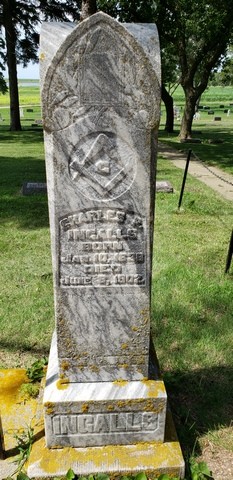 CHARLES P.
INGALLS
BORN
JAN. 10, 1836
DIED
JUNE 8, 1902
INGALLS